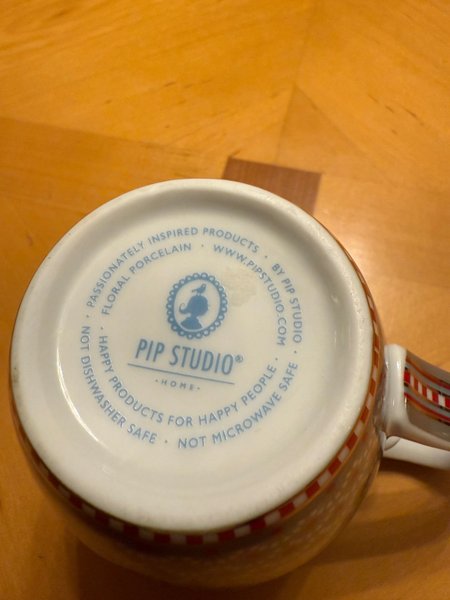 PASSIONATELY INSPIRED PRODUCTS · BY PIP STUDIO ·
FLORAL PORCELAIN · WWW.PIPSTUDIO.COM
PIP STUDIO®
· HOME ·
· HAPPY PRODUCTS FOR HAPPY PEOPLE ·
· NOT DISHWASHER SAFE · NOT MICROWAVE SAFE ·